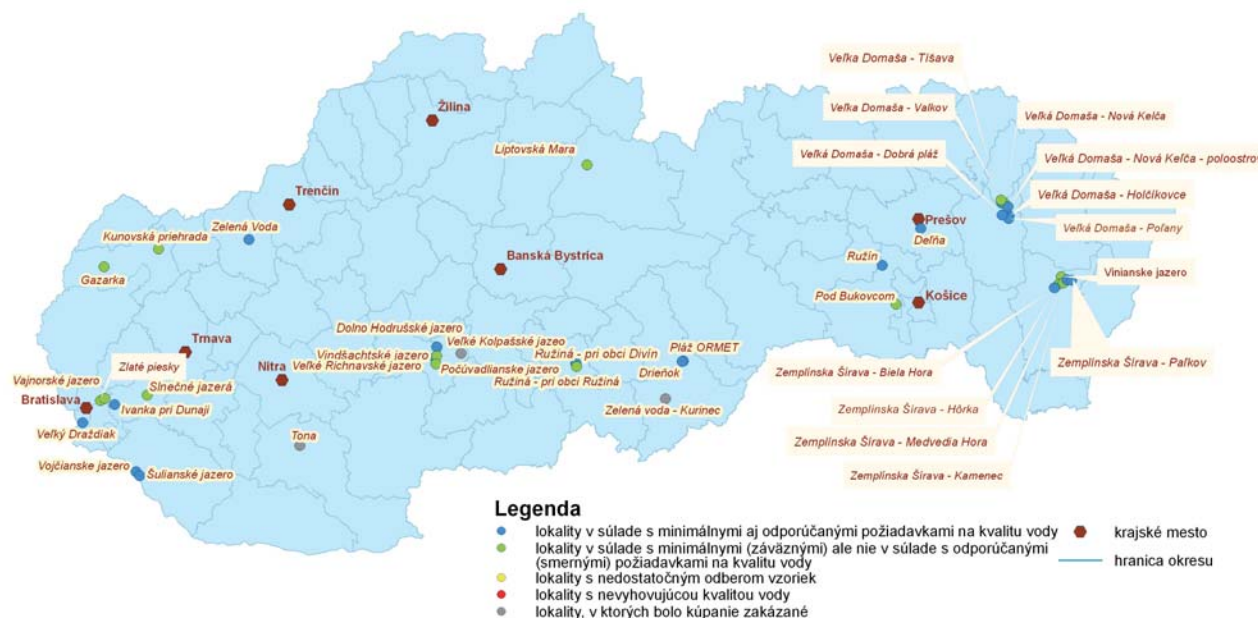 Veľka Domaša - Tíšava
Žilina
Veľka Domaša - Valkov
Veľká Domaša - Nová Kelča
Liptovská Mara
Veľká Domaša - Dobrá pláž
Veľká Domaša - Nová Keľča - poloostrov
Trenčín
Veľká Domaša - Holčíkovce
Prešov
Zelená Voda
Kunovská priehrada
Veľká Domaša - Poľany
Deľňa
Banská Bystrica
Ružín
Gazarka
Vinianske jazero
Pod Bukovcom
Košice
Dolno Hodrušské jazero
Trnava
Veľké Kolpašské jazeo
Pláž ORMET
Vindšachtské jazero
Ružiná - pri obci Divín
Zlaté piesky
Nitra
Veľké Richnavské jazero
Počúvadlianske jazero
Drieňok
Zemplínska Šírava - Paľkov
Zemplínska Šírava - Biela Hora
Vajnorské jazero
Slnečné jazerá
Ružiná - pri obci Ružiná
Bratislava
Ivanka pri Dunaji
Zelená voda - Kurinec
Zemplínska Šírava - Hôrka
Veľký Draždiak
Tona
Zemplínska Šírava - Medvedia Hora
Vojčianske jazero
Šulianské jazero
Zemplínska Šírava - Kamenec
Legenda
lokality v súlade s minimálnymi aj odporúčanými požiadavkami na kvalitu vody
krajské mesto
lokality v súlade s minimálnymi (záväznými) ale nie v súlade s odporúčanými
(smernými) požiadavkami na kvalitu vody
hranica okresu
lokality s nedostatočným odberom vzoriek
lokality s nevyhovujúcou kvalitou vody
lokality, v ktorých bolo kúpanie zakázané